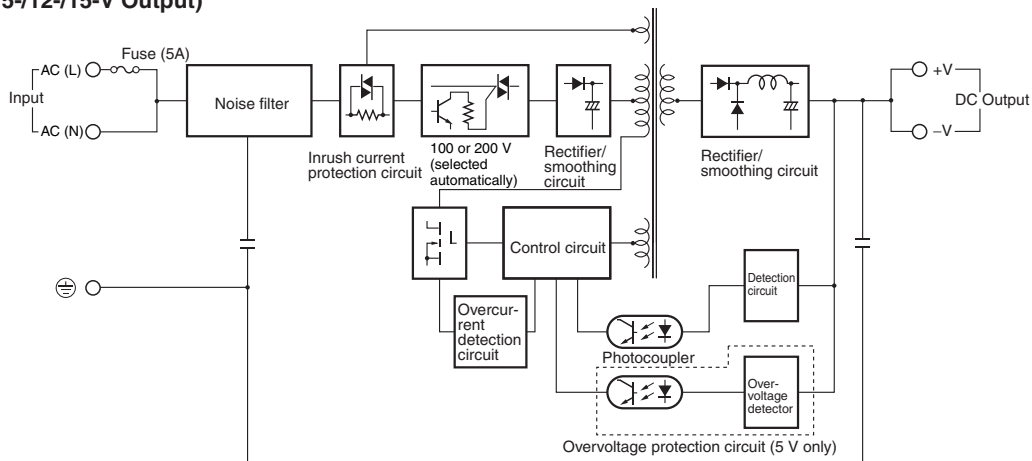 5-/12-/15-V Output)
Fuse (5A)
AC (L)
Input
AC (N)
Noise filter
Inrush current
protection circuit
100 or 200 V
(selected
automatically)
Rectifier/
smoothing
circuit
Rectifier/
smoothing circuit
+V
DC Output
−V
Control circuit
Overcur-
rent
detection
circuit
Detection
circuit
Photocoupler
Over-
voltage
detector
Overvoltage protection circuit (5 V only)